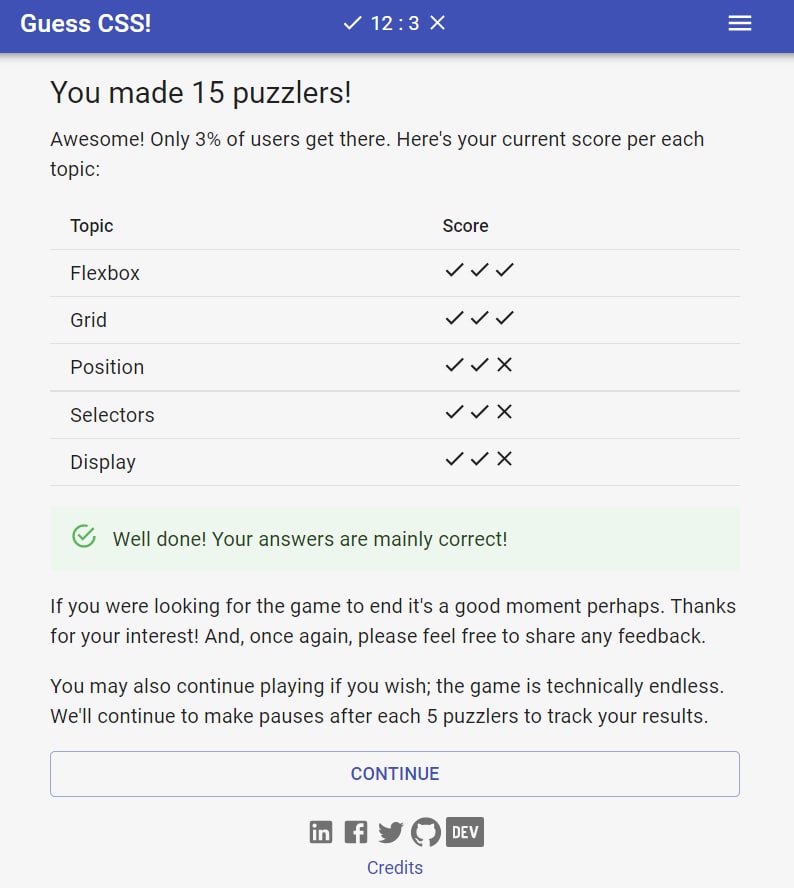 Guess CSS!
✓ 12 : 3 ✕
You made 15 puzzlers!
Awesome! Only 3% of users get there. Here's your current score per each
topic:
Topic Score
Flexbox ✓ ✓ ✓
Grid ✓ ✓ ✓
Position ✓ ✓ ✕
Selectors ✓ ✓ ✕
Display ✓ ✓ ✕
Well done! Your answers are mainly correct!
If you were looking for the game to end it's a good moment perhaps. Thanks
for your interest! And, once again, please feel free to share any feedback.
You may also continue playing if you wish; the game is technically endless.
We'll continue to make pauses after each 5 puzzlers to track your results.
CONTINUE
in f DEV
Credits